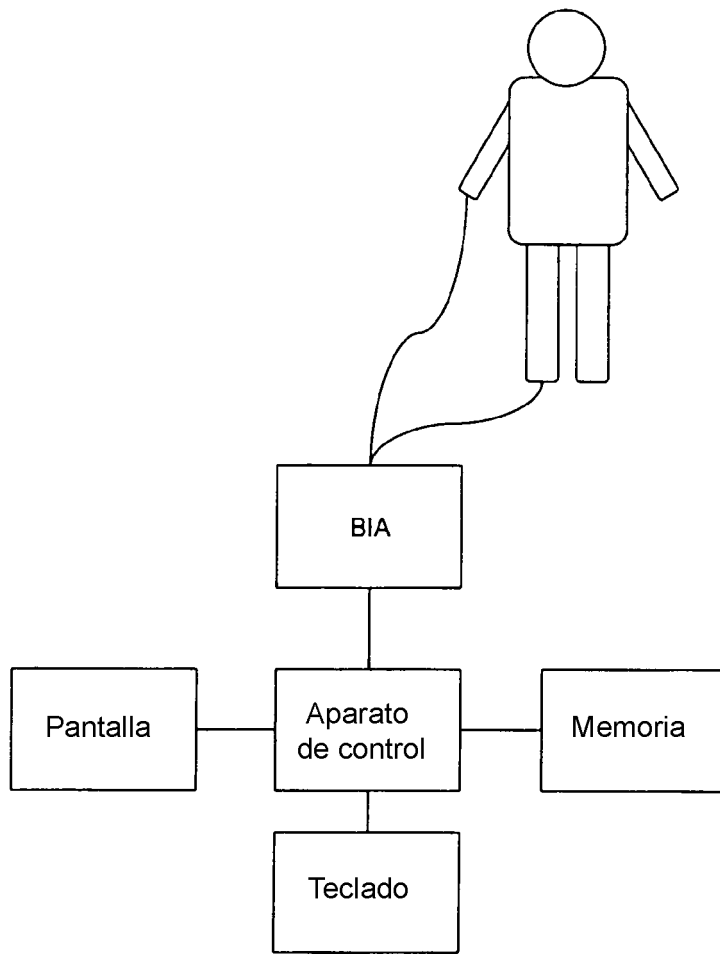 BIA
Pantalla
Aparato
de control
Memoria
Teclado